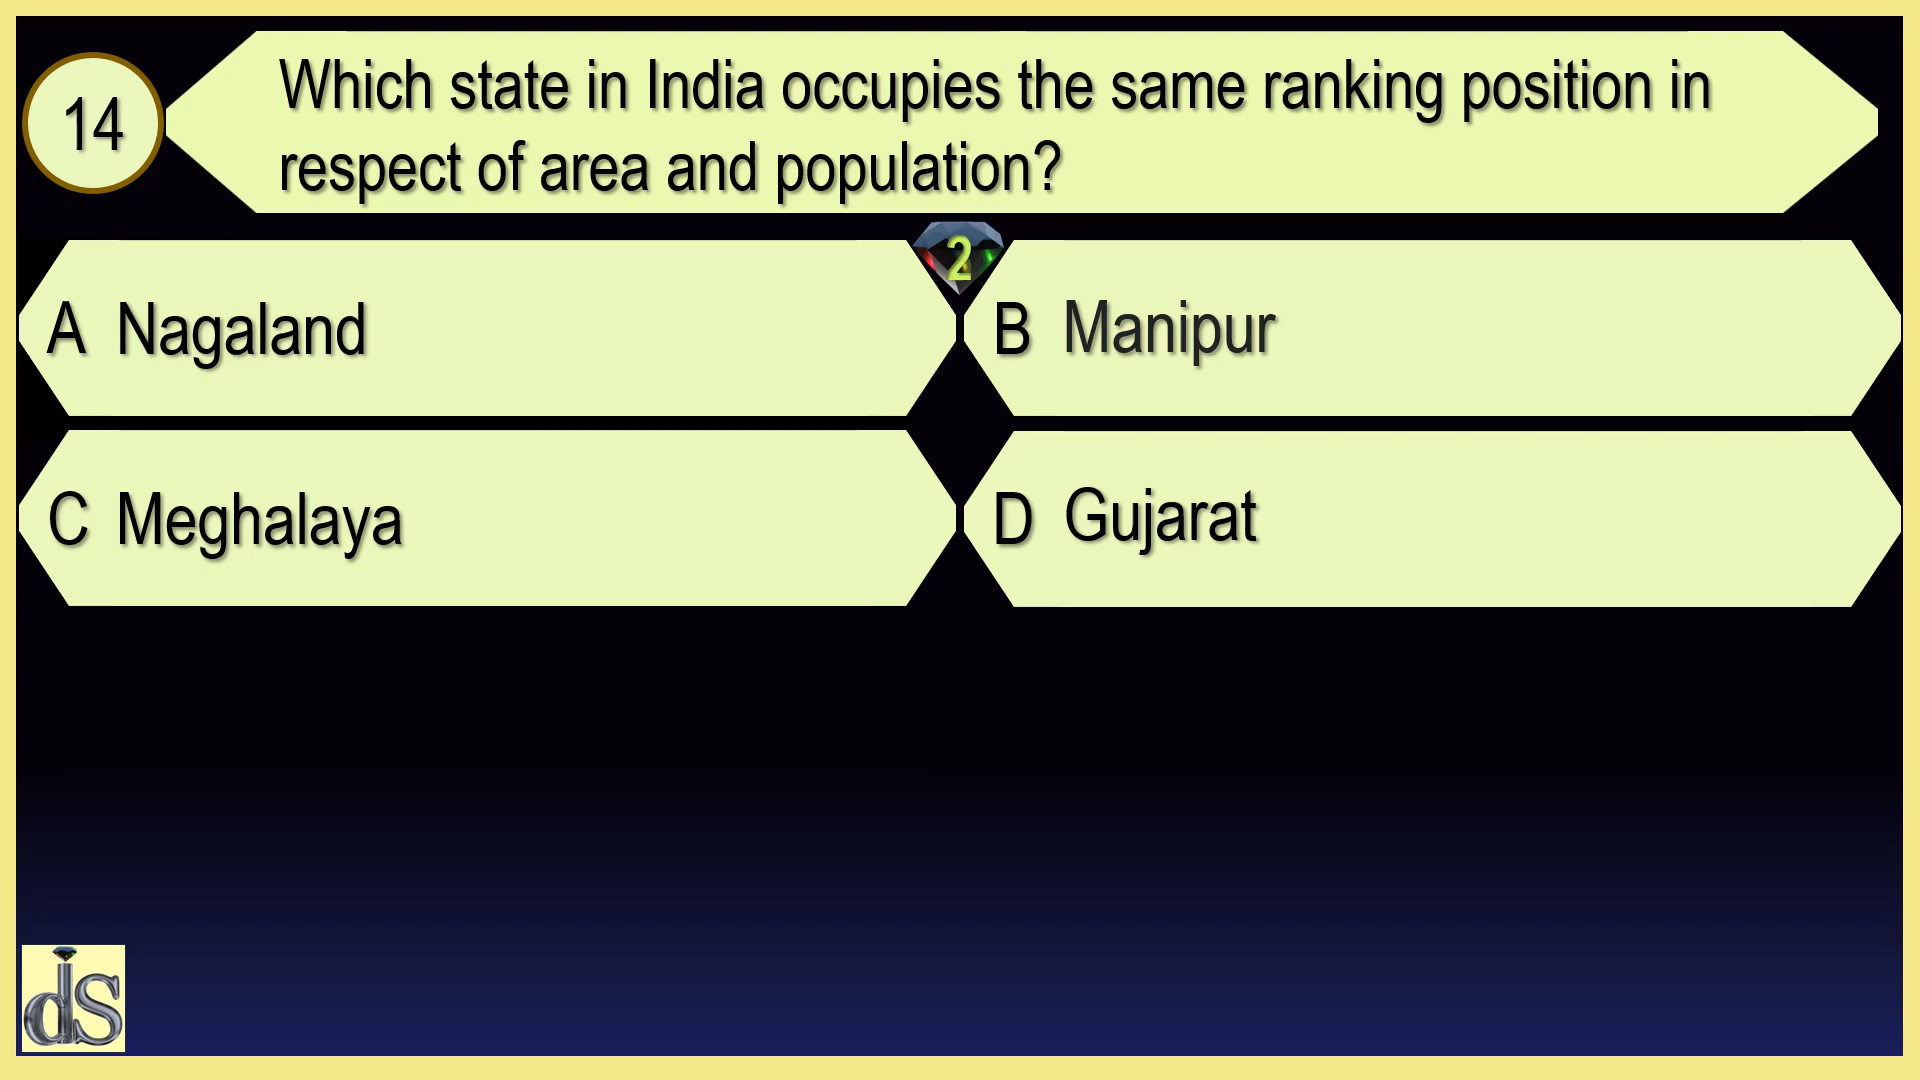 14
Which state in India occupies the same ranking position in
respect of area and population?
2
A Nagaland
B Manipur
C Meghalaya
D Gujarat
ds